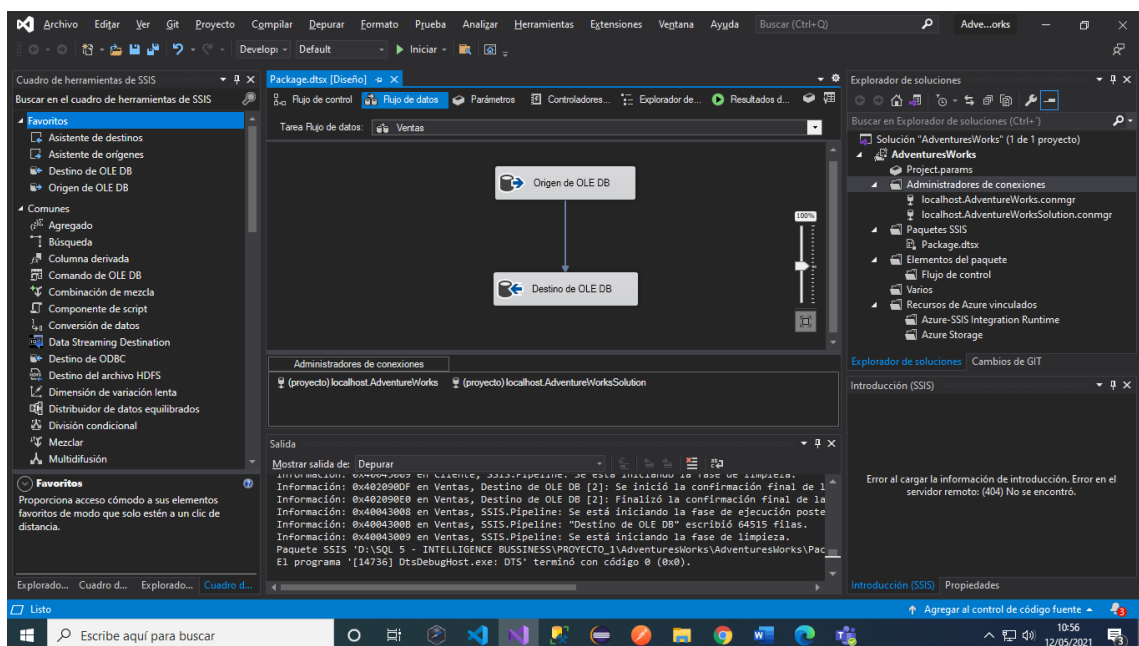 Archivo Editar Ver Git Proyecto Compilar Depurar Formato Prueba Analizar Herramientas Extensiones Ventana Ayuda Buscar (Ctrl+Q) Adve...orks
Develop Default Iniciar
Cuadro de herramientas de SSIS
Buscar en el cuadro de herramientas de SSIS
Favoritos
Asistente de destinos
Asistente de orígenes
Destino de OLE DB
Origen de OLE DB
Comunes
Agregado
Búsqueda
Columna derivada
Comando de OLE DB
Combinación de mezcla
Componente de script
Conversión de datos
Data Streaming Destination
Destino de ODBC
Destino del archivo HDFS
Dimensión de variación lenta
Distribuidor de datos equilibrados
División condicional
Mezclar
Multidifusión
Favoritos
Proporciona acceso cómodo a sus elementos
favoritos de modo que solo estén a un clic de
distancia.
Explorado... Cuadro d... Explorado... Cuadro d...
Package.dtsx [Diseño]
Flujo de control Flujo de datos Parámetros Controladores... Explorador de... Resultados d...
Tarea Flujo de datos: Ventas
Origen de OLE DB
100%
Destino de OLE DB
Administradores de conexiones
(proyecto) localhost.AdventureWorks (proyecto) localhost.AdventureWorksSolution
Salida
Mostrar salida de: Depurar
Información: 0x40043009 en Cliente, SSIS.Pipeline: Se está iniciando la fase de limpieza.
Información: 0x402090DF en Ventas, Destino de OLE DB [2]: Se inició la confirmación final de l
Información: 0x402090E0 en Ventas, Destino de OLE DB [2]: Finalizó la confirmación final de la
Información: 0x40043008 en Ventas, SSIS.Pipeline: Se está iniciando la fase de ejecución poste
Información: 0x4004300B en Ventas, SSIS.Pipeline: "Destino de OLE DB" escribió 64515 filas.
Información: 0x40043009 en Ventas, SSIS.Pipeline: Se está iniciando la fase de limpieza.
Paquete SSIS 'D:\SQL 5 - INTELLIGENCE BUSSINESS\PROYECTO_1\AdventuresWorks\AdventuresWorks\Pac
El programa '[14736] DtsDebugHost.exe: DTS' terminó con código 0 (0x0).
Explorador de soluciones
Buscar en Explorador de soluciones (Ctrl+¨)
Solución "AdventuresWorks" (1 de 1 proyecto)
AdventuresWorks
Project.params
Administradores de conexiones
localhost.AdventureWorks.conmgr
localhost.AdventureWorksSolution.conmgr
Paquetes SSIS
Package.dtsx
Elementos del paquete
Flujo de control
Varios
Recursos de Azure vinculados
Azure-SSIS Integration Runtime
Azure Storage
Explorador de soluciones Cambios de GIT
Introducción (SSIS)
Error al cargar la información de introducción. Error en el
servidor remoto: (404) No se encontró.
Introducción (SSIS) Propiedades
Listo Agregar al control de código fuente 3
Escribe aquí para buscar
10:56
12/05/2021
3